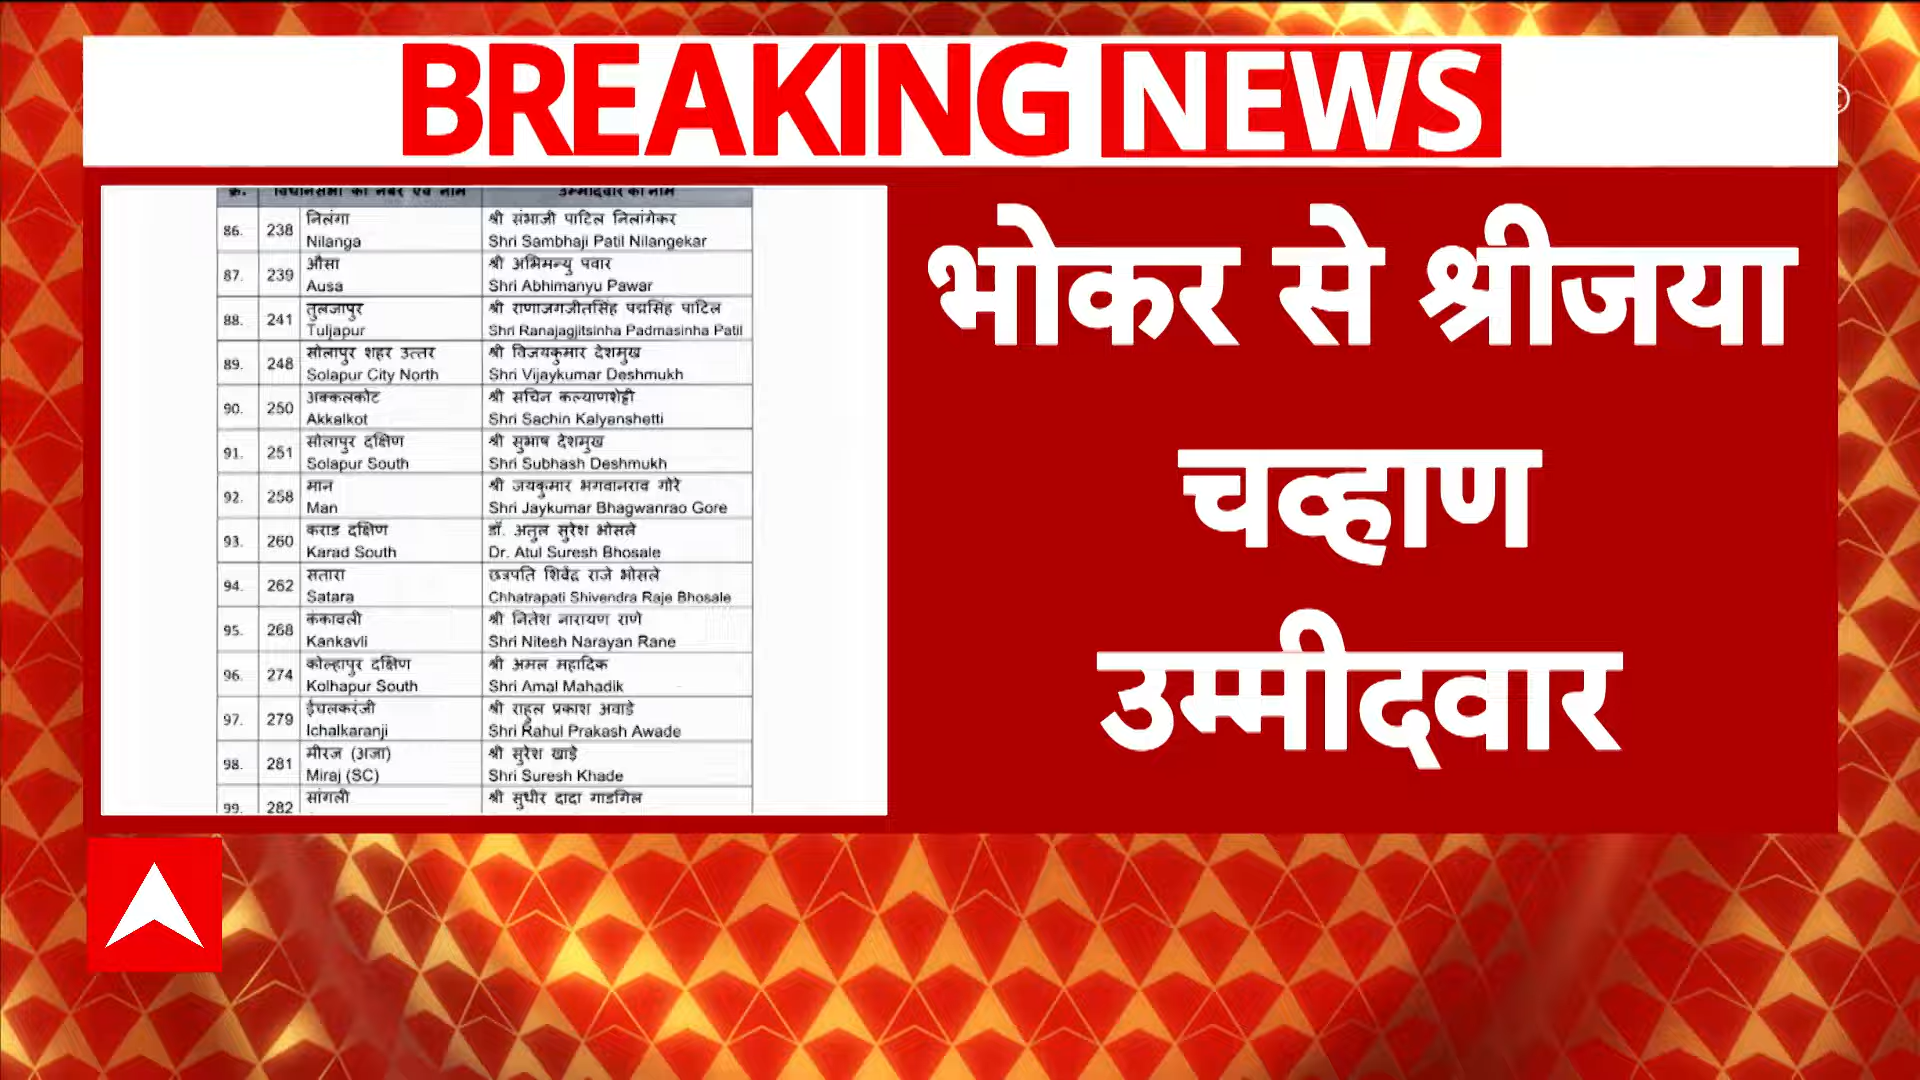 BREAKING NEWS
क्र. विधानसभा का नंबर एवं नाम उम्मीदवार का नाम
86. 238 निलंगा श्री संभाजी पाटिल निलांगेकर
Nilanga Shri Sambhaji Patil Nilangekar
87. 239 औसा श्री अभिमन्यु पवार
Ausa Shri Abhimanyu Pawar
88. 241 तुलजापुर श्री राणाजगजीतसिंह पद्मसिंह पाटिल
Tuljapur Shri Ranajagjitsinha Padmasinha Patil
89. 248 सोलापुर शहर उत्तर श्री विजयकुमार देशमुख
Solapur City North Shri Vijaykumar Deshmukh
90. 250 अक्कलकोट श्री सचिन कल्याणशेट्टी
Akkalkot Shri Sachin Kalyanshetti
91. 251 सोलापुर दक्षिण श्री सुभाष देशमुख
Solapur South Shri Subhash Deshmukh
92. 258 मान श्री जयकुमार भगवानराव गोरे
Man Shri Jaykumar Bhagwanrao Gore
93. 260 कराड दक्षिण डॉ. अतुल सुरेश भोसले
Karad South Dr. Atul Suresh Bhosale
94. 262 सतारा छत्रपति शिवेंद्र राजे भोसले
Satara Chhatrapati Shivendra Raje Bhosale
95. 268 कंकावली श्री नितेश नारायण राणे
Kankavli Shri Nitesh Narayan Rane
96. 274 कोल्हापुर दक्षिण श्री अमल महादिक
Kolhapur South Shri Amal Mahadik
97. 279 ईचलकरंजी श्री राहुल प्रकाश अवाडे
Ichalkaranji Shri Rahul Prakash Awade
98. 281 मीरज (अजा) श्री सुरेश खाड़े
Miraj (SC) Shri Suresh Khade
99. 282 सांगली श्री सुधीर दादा गाडगिल
भोकर से श्रीजया
चव्हाण
उम्मीदवार